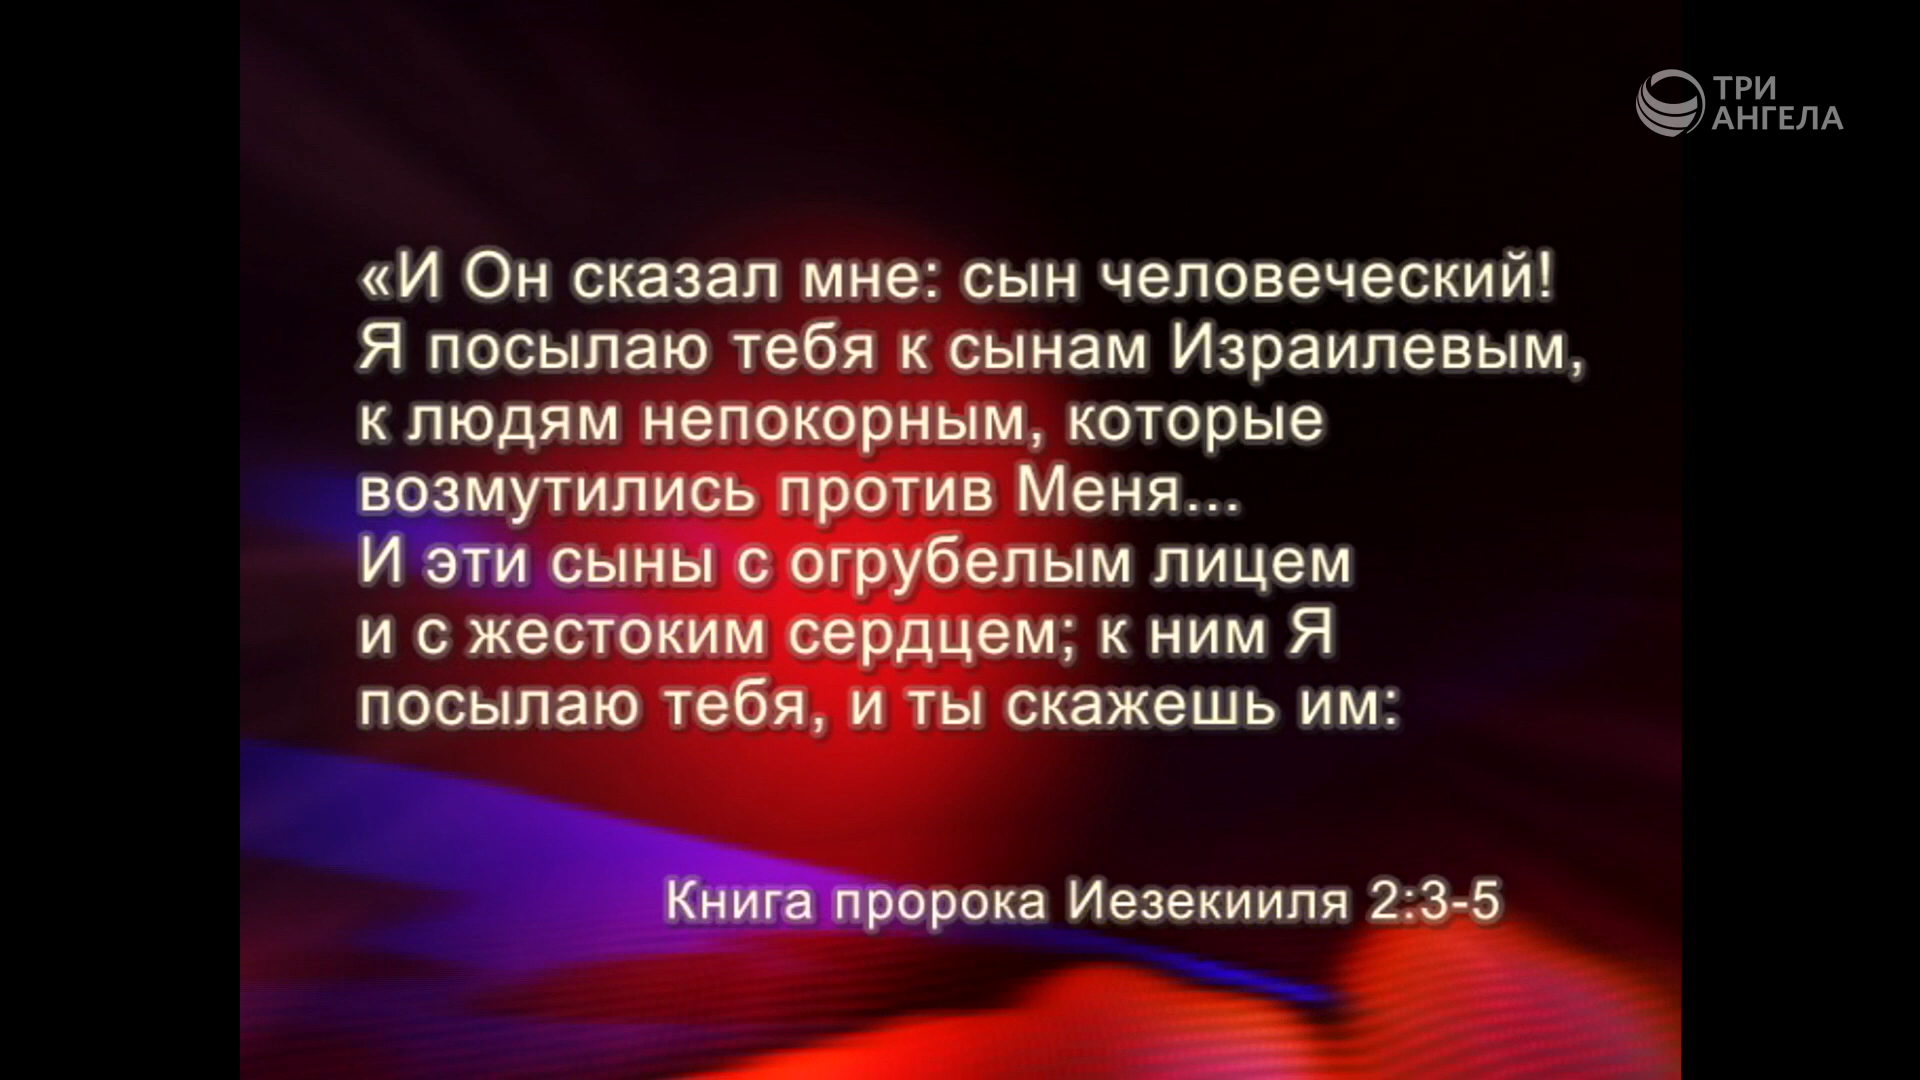 ТРИ
АНГЕЛА
«И Он сказал мне: сын человеческий!
Я посылаю тебя к сынам Израилевым,
к людям непокорным, которые
возмутились против Меня...
И эти сыны с огрубелым лицем
и с жестоким сердцем; к ним Я
посылаю тебя, и ты скажешь им:
Книга пророка Иезекииля 2:3-5